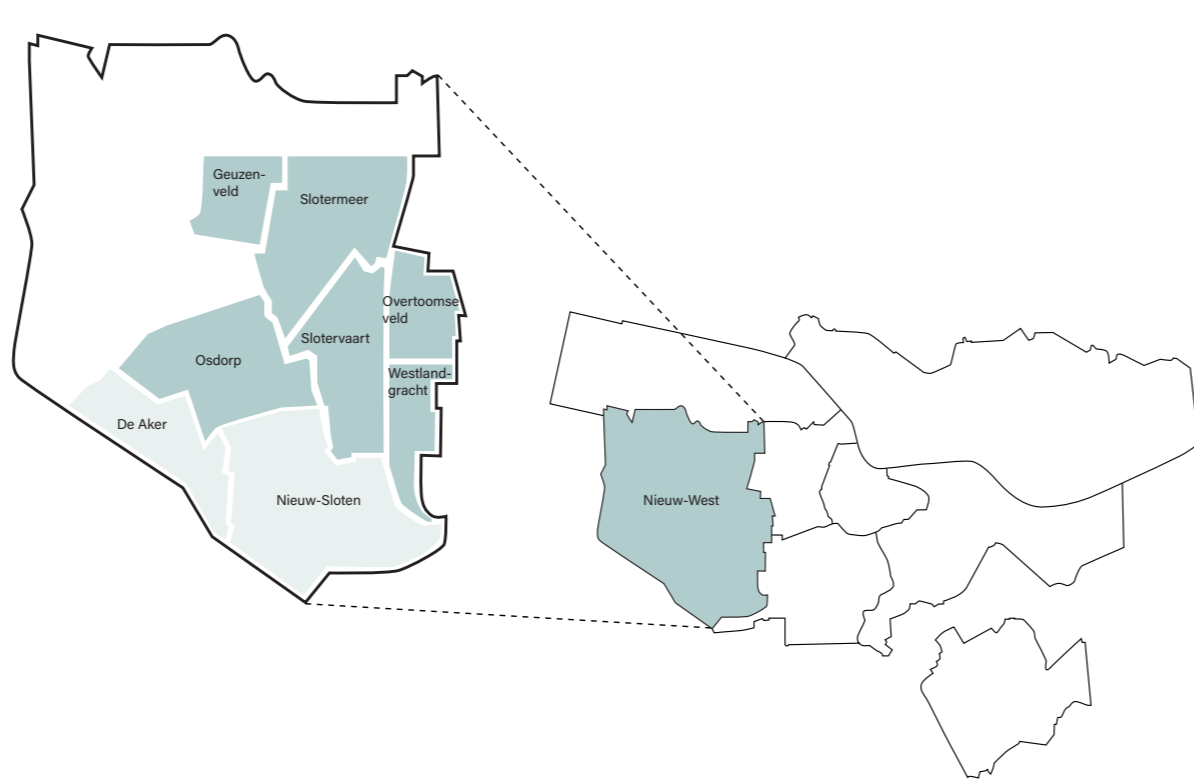 Geuzen-
veld
Slotermeer
Overtoomse
veld
Slotervaart
Osdorp
Westland-
gracht
De Aker
Nieuw-Sloten
Nieuw-West